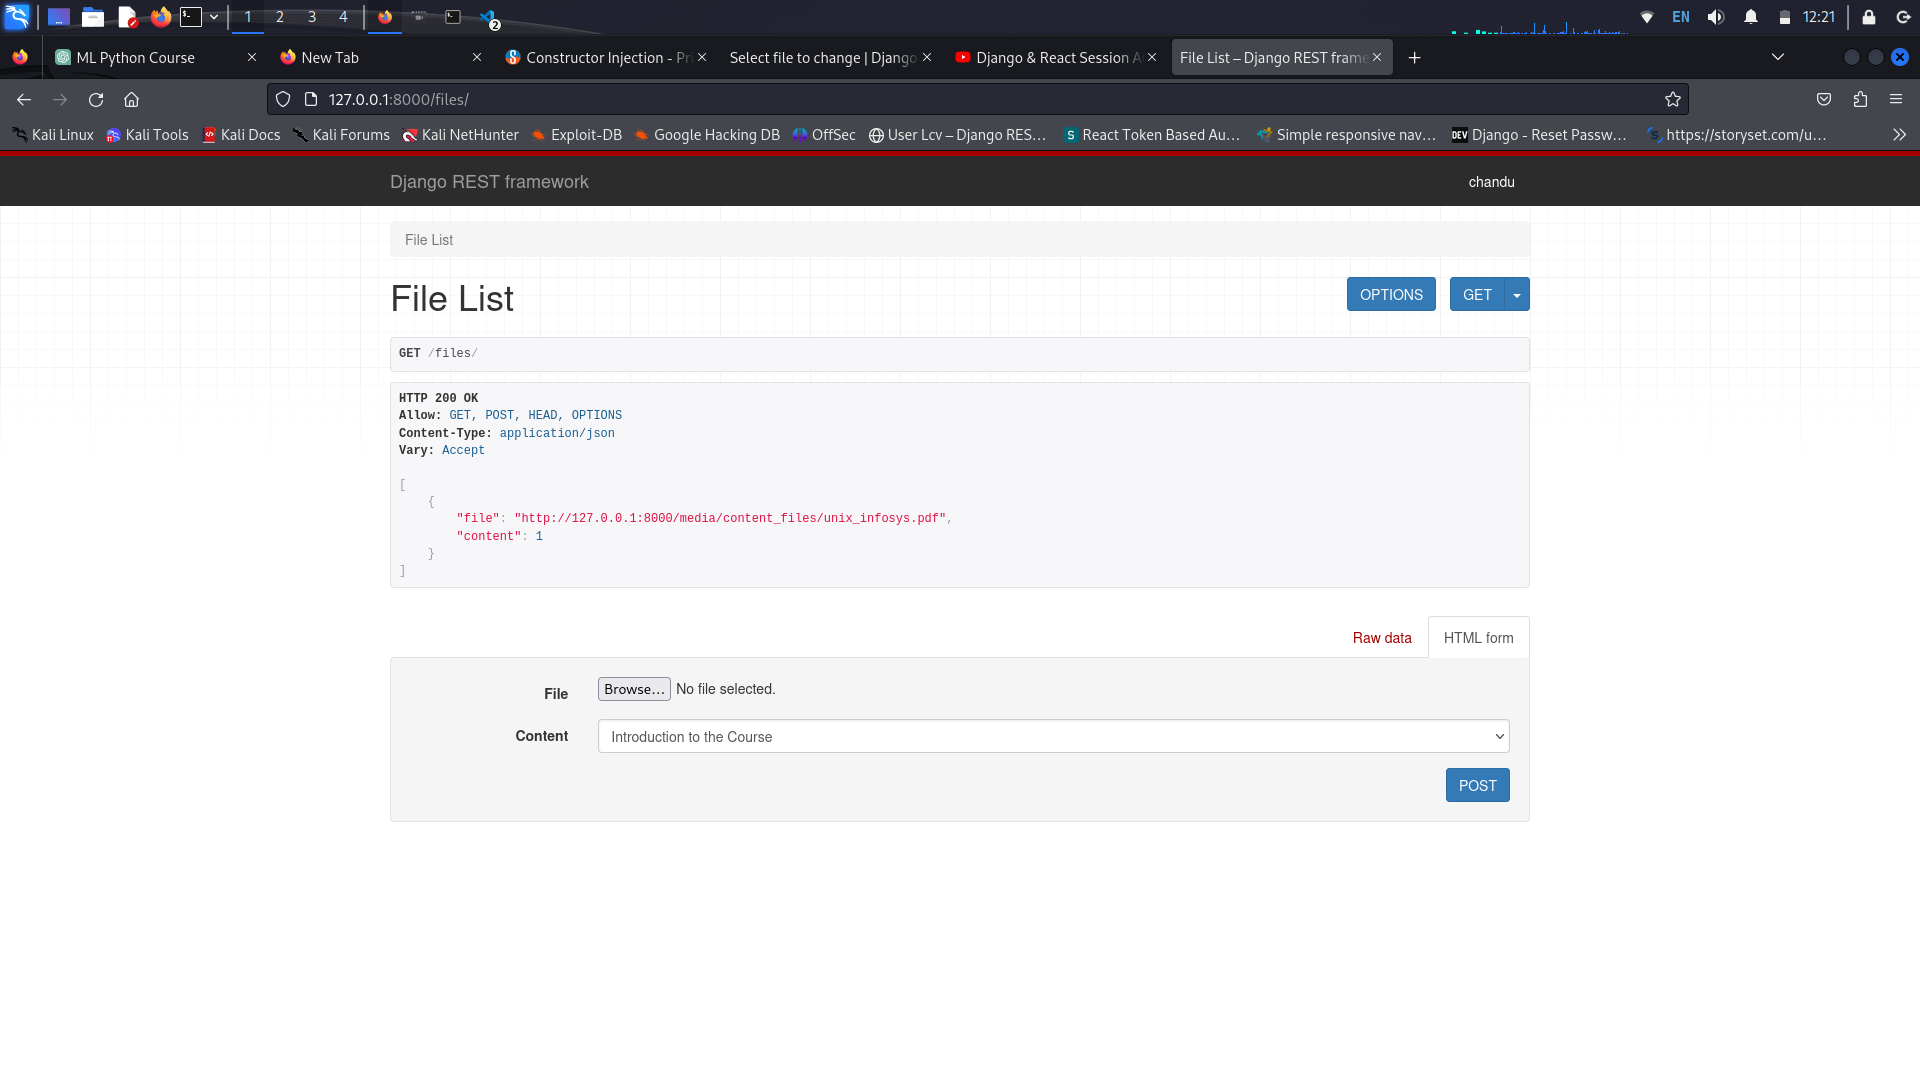 1 2 3 4 2 EN 12:21
ML Python Course New Tab Constructor Injection - Pri Select file to change | Django Django & React Session A File List – Django REST frame
127.0.0.1:8000/files/
Kali Linux Kali Tools Kali Docs Kali Forums Kali NetHunter Exploit-DB Google Hacking DB OffSec User Lcv – Django RES… React Token Based Au… Simple responsive nav… DEV Django - Reset Passw… https://storyset.com/u…
Django REST framework chandu
File List
File List OPTIONS GET
GET /files/
HTTP 200 OK
Allow: GET, POST, HEAD, OPTIONS
Content-Type: application/json
Vary: Accept
[
{
"file": "http://127.0.0.1:8000/media/content_files/unix_infosys.pdf",
"content": 1
}
]
Raw data HTML form
File Browse… No file selected.
Content Introduction to the Course
POST